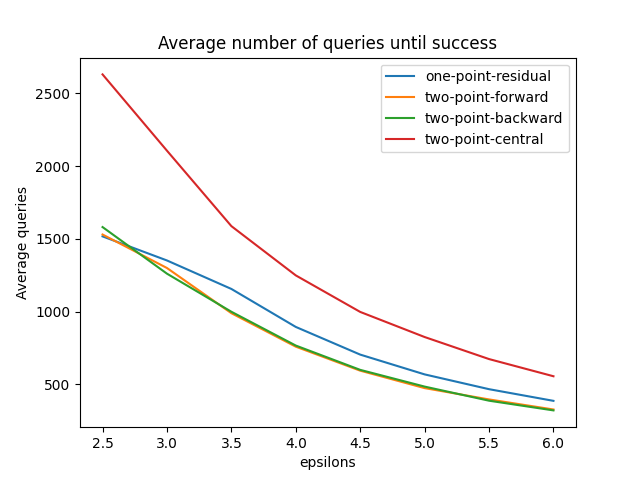 Average number of queries until success
one-point-residual
two-point-forward
two-point-backward
two-point-central
Average queries
2500
2000
1500
1000
500
2.5 3.0 3.5 4.0 4.5 5.0 5.5 6.0
epsilons